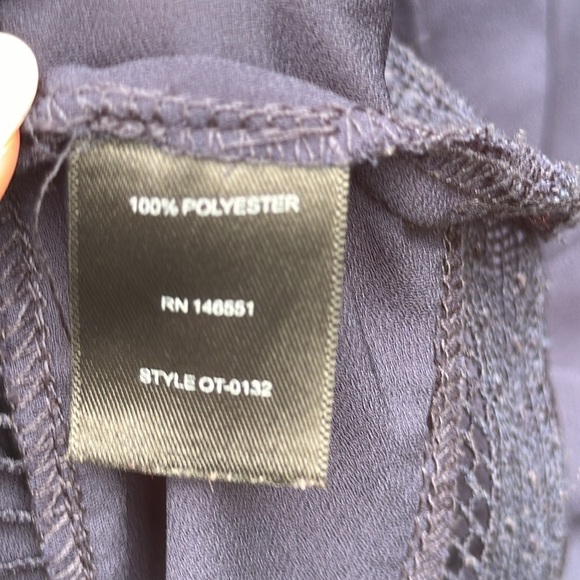 100% POLYESTER
RN 146551
STYLE OT-0132